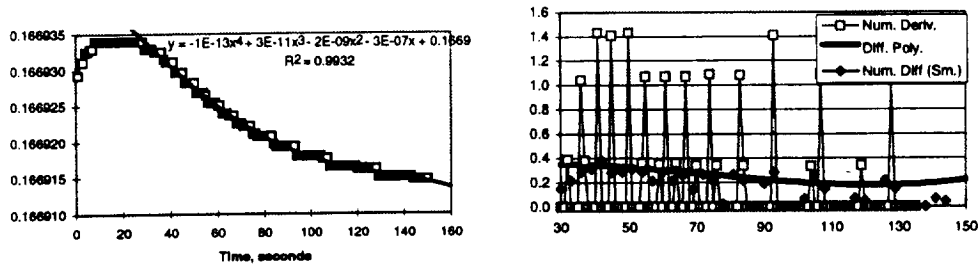 0.166935
0.166930
0.166925
0.166920
0.166915
0.166910
y = -1E-13x4 + 3E-11x3 - 2E-09x2 - 3E-07x + 0.1669
R2 = 0.9932
0 20 40 60 80 100 120 140 160
Time, seconds
1.6
1.4
1.2
1.0
0.8
0.6
0.4
0.2
0.0
Num. Deriv.
Diff. Poly.
Num. Diff (Sm.)
30 50 70 90 110 130 150